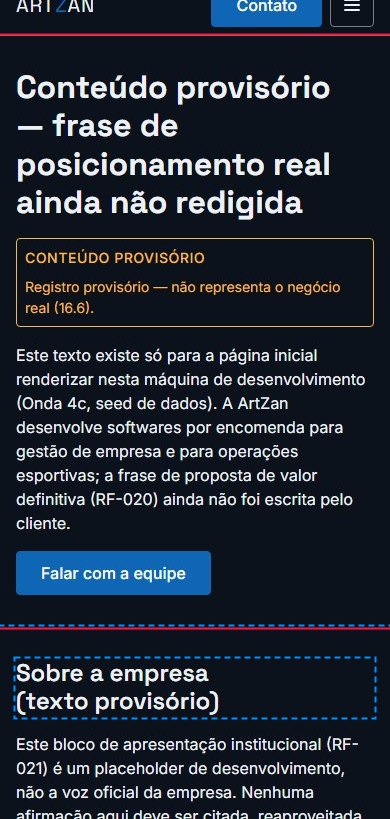 ARTZAN
Contato
Conteúdo provisório
— frase de
posicionamento real
ainda não redigida
CONTEÚDO PROVISÓRIO
Registro provisório — não representa o negócio
real (16.6).
Este texto existe só para a página inicial
renderizar nesta máquina de desenvolvimento
(Onda 4c, seed de dados). A ArtZan
desenvolve softwares por encomenda para
gestão de empresa e para operações
esportivas; a frase de proposta de valor
definitiva (RF-020) ainda não foi escrita pelo
cliente.
Falar com a equipe
Sobre a empresa
(texto provisório)
Este bloco de apresentação institucional (RF-
021) é um placeholder de desenvolvimento,
não a voz oficial da empresa. Nenhuma
afirmação aqui deve ser citada, reaproveitada